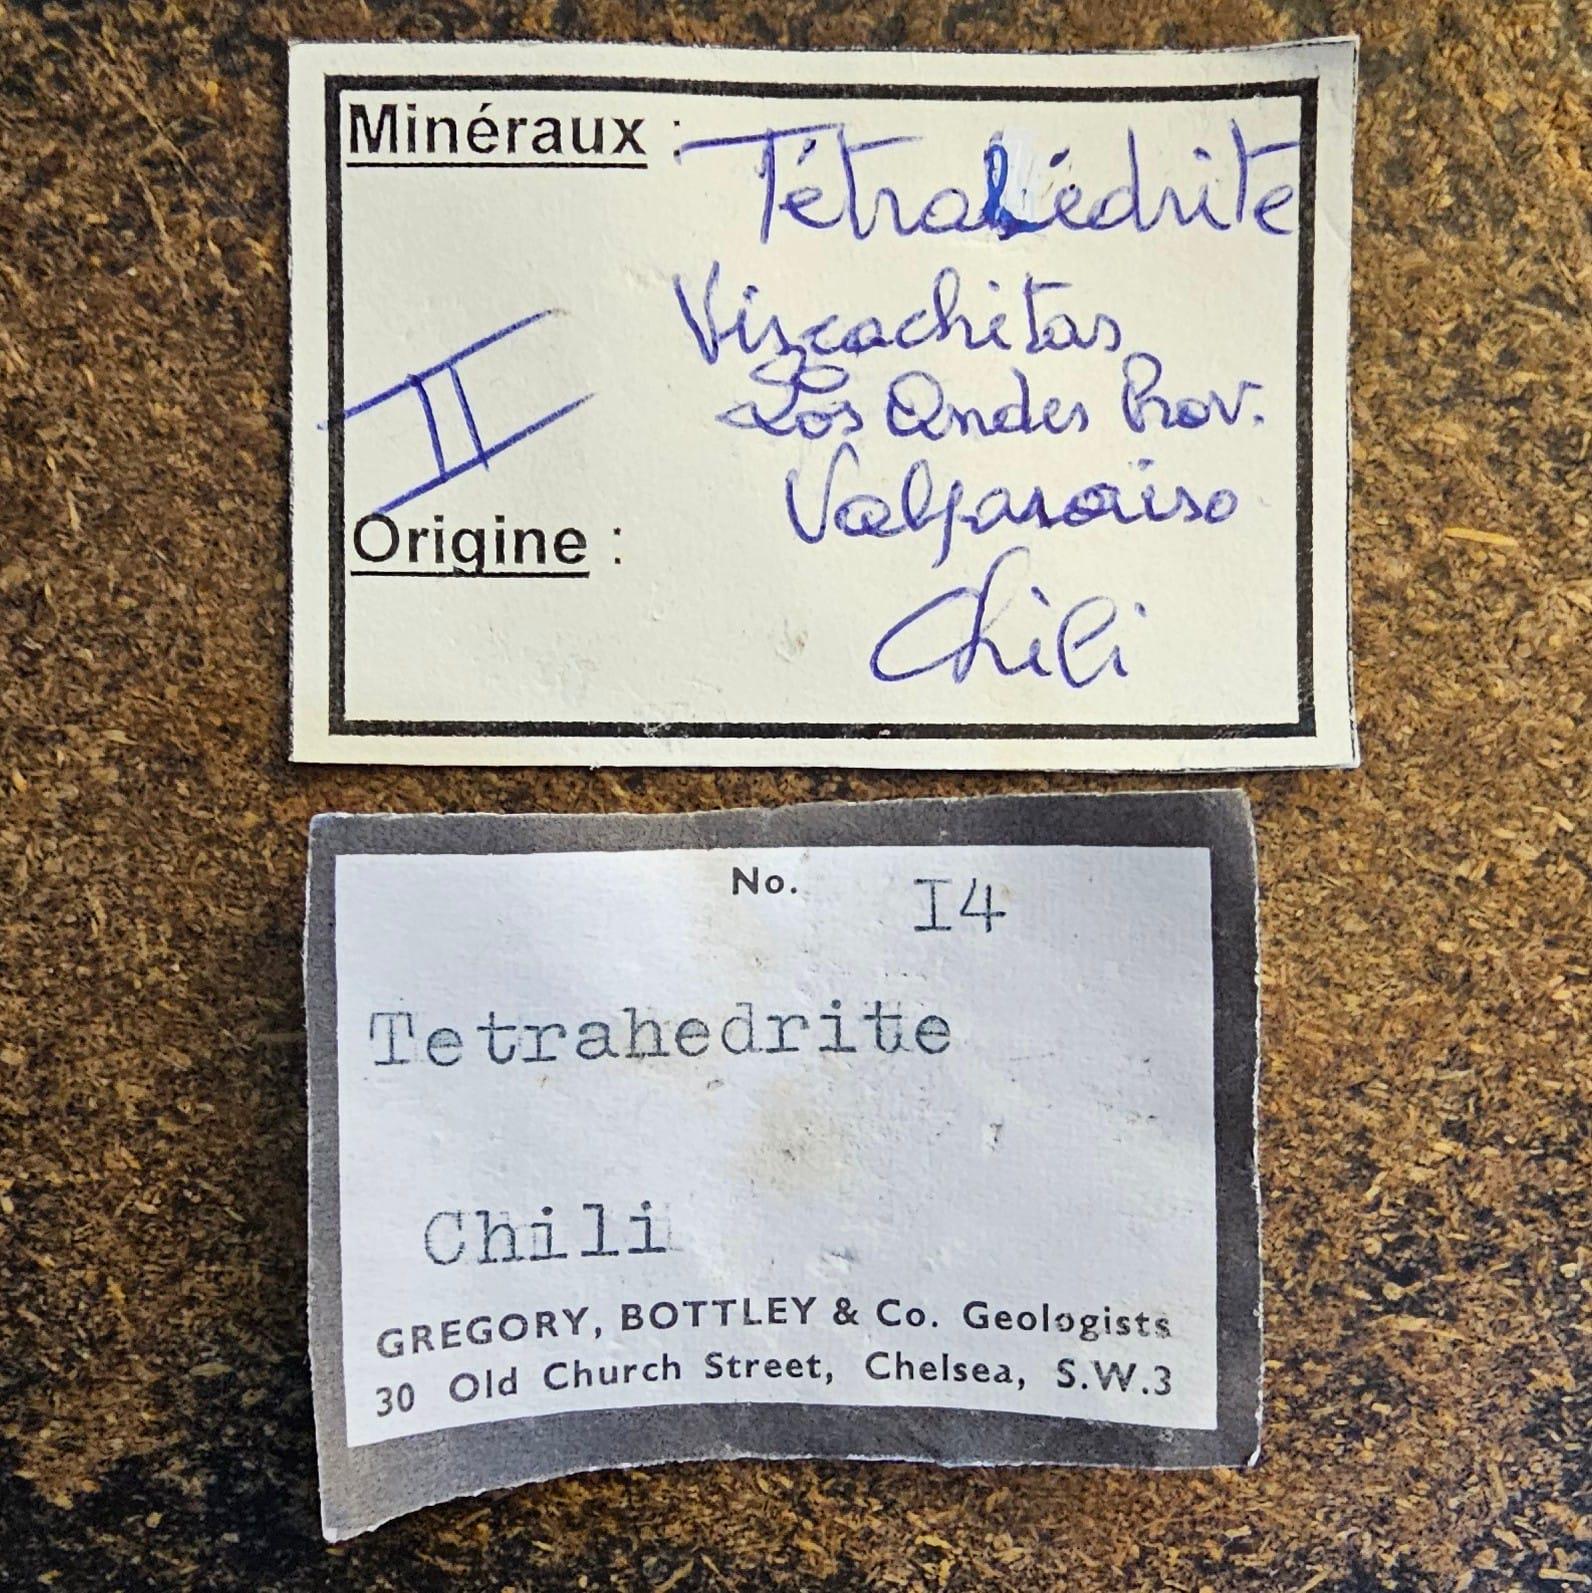 Minéraux : Tétrahédrite
Viscachitas
II
Los Andes Prov.
Valparaiso
Origine :
Chili
No. I4
Tetrahedrite
Chili
GREGORY, BOTTLEY & Co. Geologists
30 Old Church Street, Chelsea, S.W.3